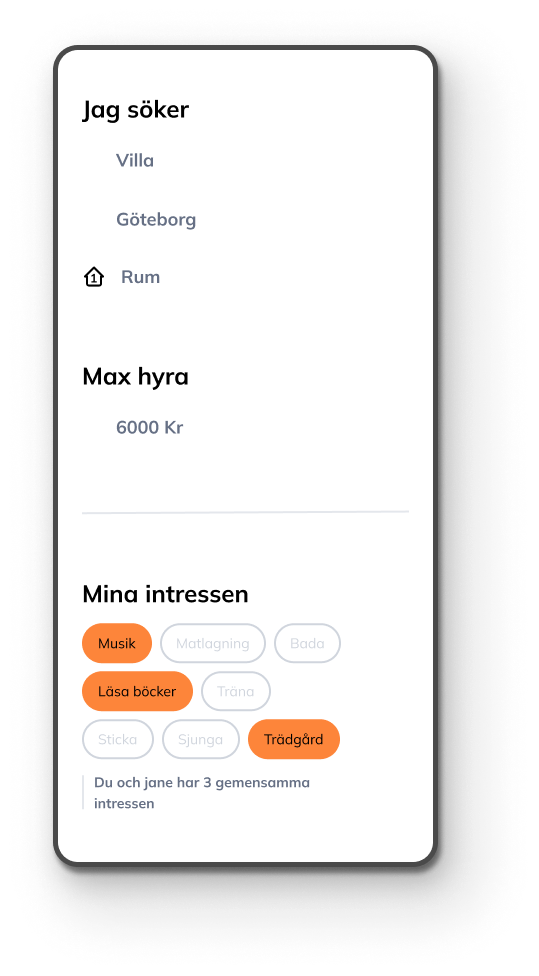 Jag söker
Villa
Göteborg
1 Rum
Max hyra
6000 Kr
Mina intressen
Musik Matlagning Bada
Läsa böcker Träna
Sticka Sjunga Trädgård
Du och jane har 3 gemensamma
intressen